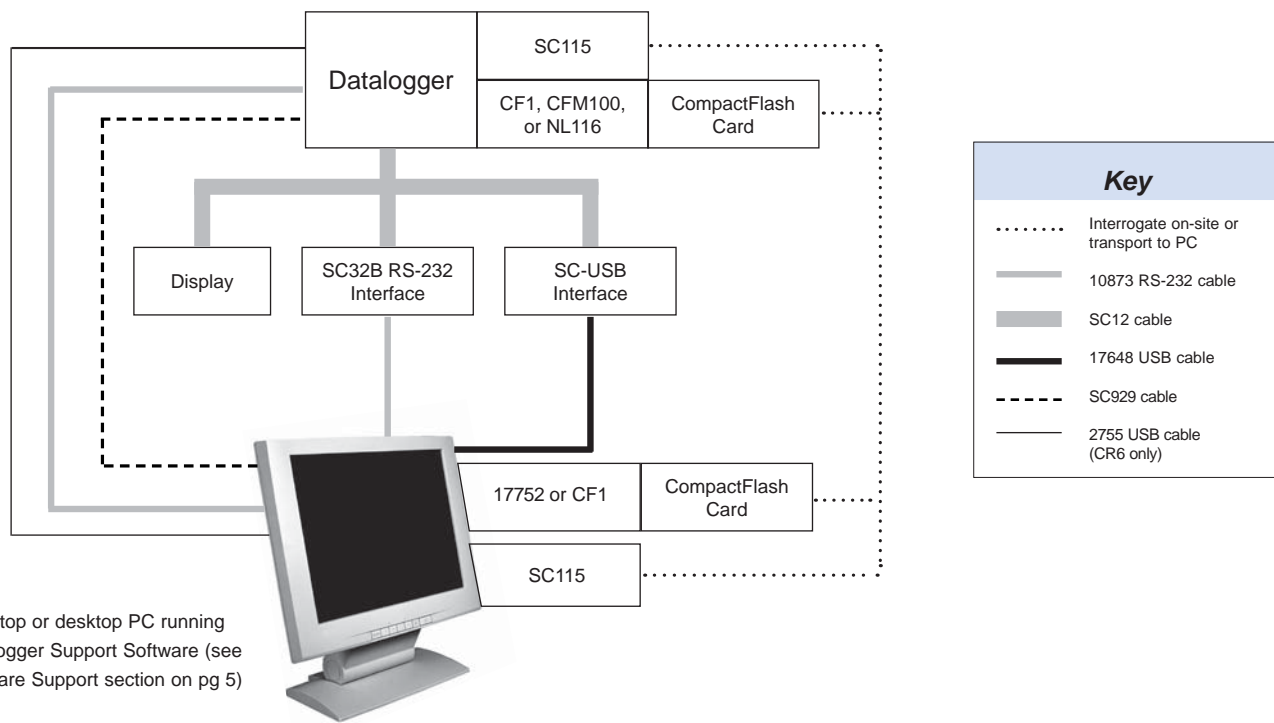 SC115
Datalogger
CF1, CFM100,
or NL116
CompactFlash
Card
Display
SC32B RS-232
Interface
SC-USB
Interface
17752 or CF1
CompactFlash
Card
SC115
top or desktop PC running
ogger Support Software (see
are Support section on pg 5)
Key
Interrogate on-site or
transport to PC
10873 RS-232 cable
SC12 cable
17648 USB cable
SC929 cable
2755 USB cable
(CR6 only)